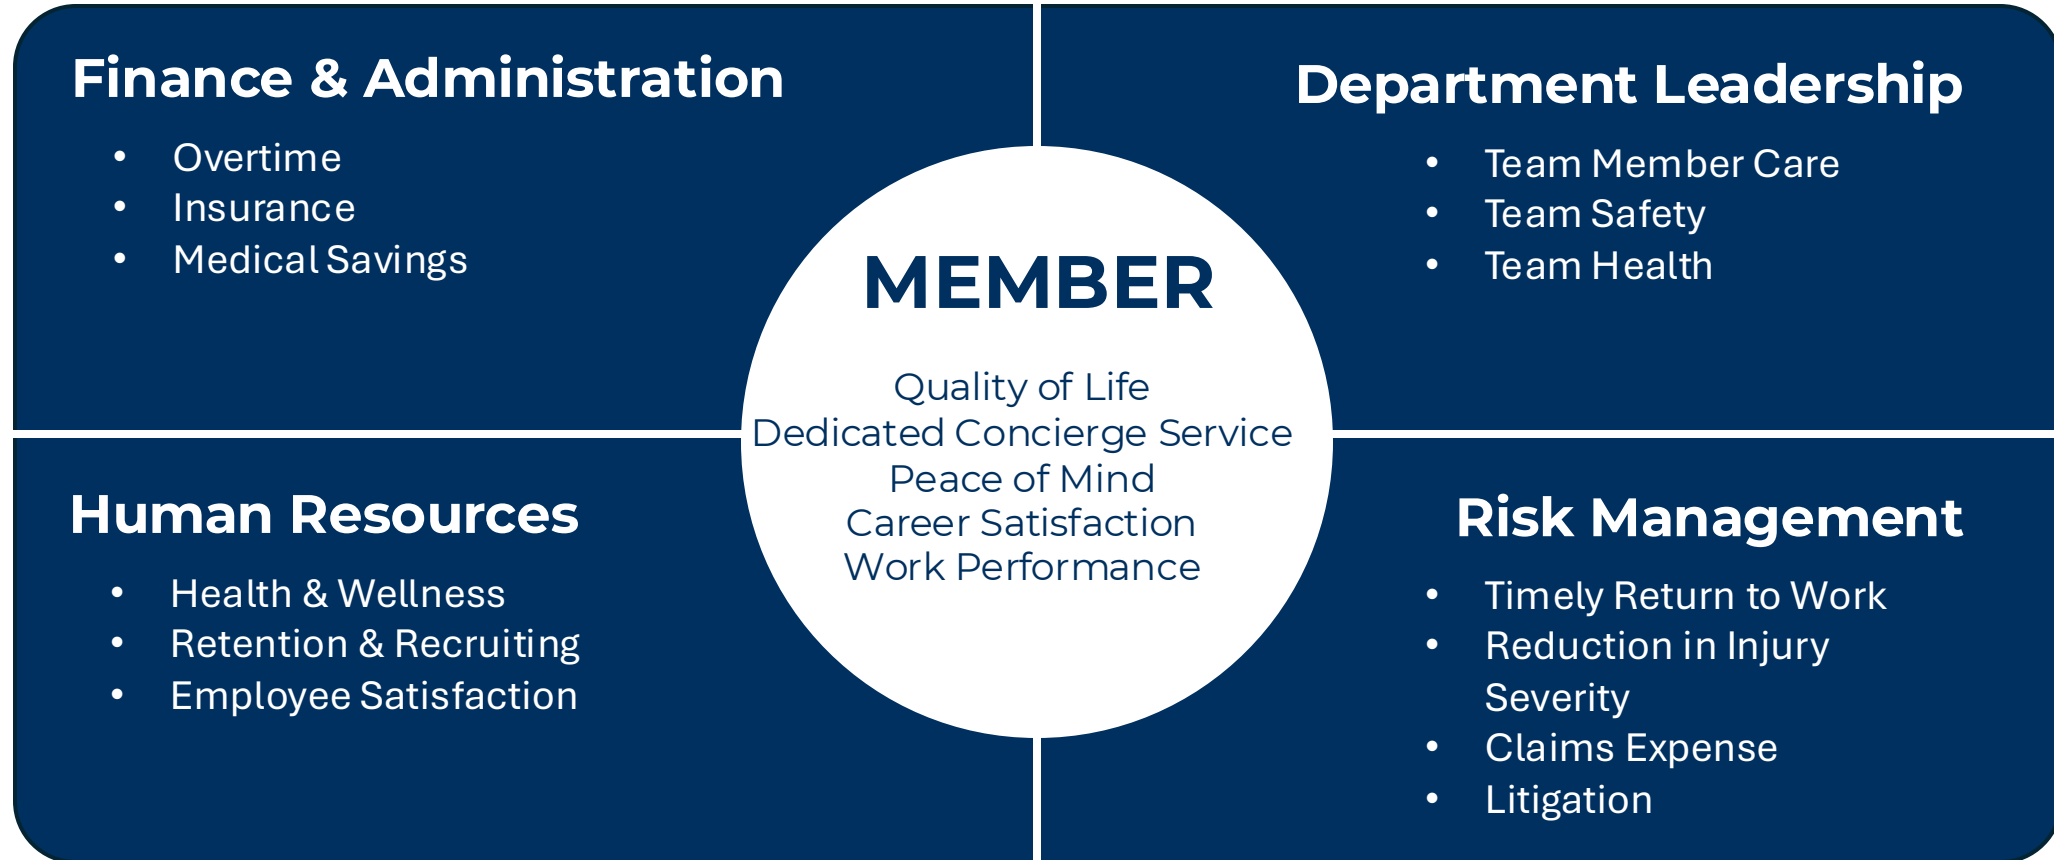 Finance & Administration
• Overtime
• Insurance
• Medical Savings
Department Leadership
• Team Member Care
• Team Safety
• Team Health
MEMBER
Quality of Life
Dedicated Concierge Service
Peace of Mind
Career Satisfaction
Work Performance
Human Resources
• Health & Wellness
• Retention & Recruiting
• Employee Satisfaction
Risk Management
• Timely Return to Work
• Reduction in Injury
Severity
• Claims Expense
• Litigation